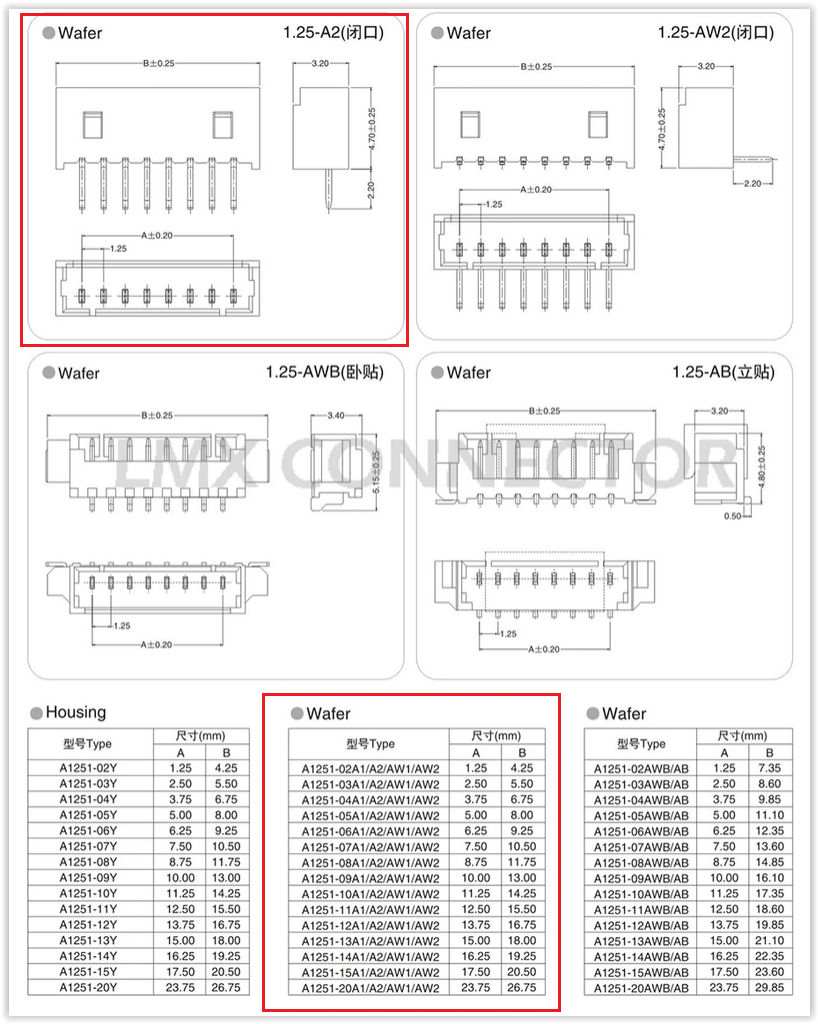 Wafer 1.25-A2(闭口)
B±0.25
3.20
4.70±0.25
2.20
A±0.20
1.25
Wafer 1.25-AW2(闭口)
B±0.25
3.20
4.70±0.25
2.20
A±0.20
1.25
Wafer 1.25-AWB(卧贴)
B±0.25
3.40
5.15±0.25
1.25
A±0.20
Wafer 1.25-AB(立贴)
B±0.25
3.20
4.80±0.25
0.50
1.25
A±0.20
LMX CONNECTOR
Housing
型号Type 尺寸(mm)
A B
A1251-02Y 1.25 4.25
A1251-03Y 2.50 5.50
A1251-04Y 3.75 6.75
A1251-05Y 5.00 8.00
A1251-06Y 6.25 9.25
A1251-07Y 7.50 10.50
A1251-08Y 8.75 11.75
A1251-09Y 10.00 13.00
A1251-10Y 11.25 14.25
A1251-11Y 12.50 15.50
A1251-12Y 13.75 16.75
A1251-13Y 15.00 18.00
A1251-14Y 16.25 19.25
A1251-15Y 17.50 20.50
A1251-20Y 23.75 26.75
Wafer
型号Type 尺寸(mm)
A B
A1251-02A1/A2/AW1/AW2 1.25 4.25
A1251-03A1/A2/AW1/AW2 2.50 5.50
A1251-04A1/A2/AW1/AW2 3.75 6.75
A1251-05A1/A2/AW1/AW2 5.00 8.00
A1251-06A1/A2/AW1/AW2 6.25 9.25
A1251-07A1/A2/AW1/AW2 7.50 10.50
A1251-08A1/A2/AW1/AW2 8.75 11.75
A1251-09A1/A2/AW1/AW2 10.00 13.00
A1251-10A1/A2/AW1/AW2 11.25 14.25
A1251-11A1/A2/AW1/AW2 12.50 15.50
A1251-12A1/A2/AW1/AW2 13.75 16.75
A1251-13A1/A2/AW1/AW2 15.00 18.00
A1251-14A1/A2/AW1/AW2 16.25 19.25
A1251-15A1/A2/AW1/AW2 17.50 20.50
A1251-20A1/A2/AW1/AW2 23.75 26.75
Wafer
型号Type 尺寸(mm)
A B
A1251-02AWB/AB 1.25 7.35
A1251-03AWB/AB 2.50 8.60
A1251-04AWB/AB 3.75 9.85
A1251-05AWB/AB 5.00 11.10
A1251-06AWB/AB 6.25 12.35
A1251-07AWB/AB 7.50 13.60
A1251-08AWB/AB 8.75 14.85
A1251-09AWB/AB 10.00 16.10
A1251-10AWB/AB 11.25 17.35
A1251-11AWB/AB 12.50 18.60
A1251-12AWB/AB 13.75 19.85
A1251-13AWB/AB 15.00 21.10
A1251-14AWB/AB 16.25 22.35
A1251-15AWB/AB 17.50 23.60
A1251-20AWB/AB 23.75 29.85